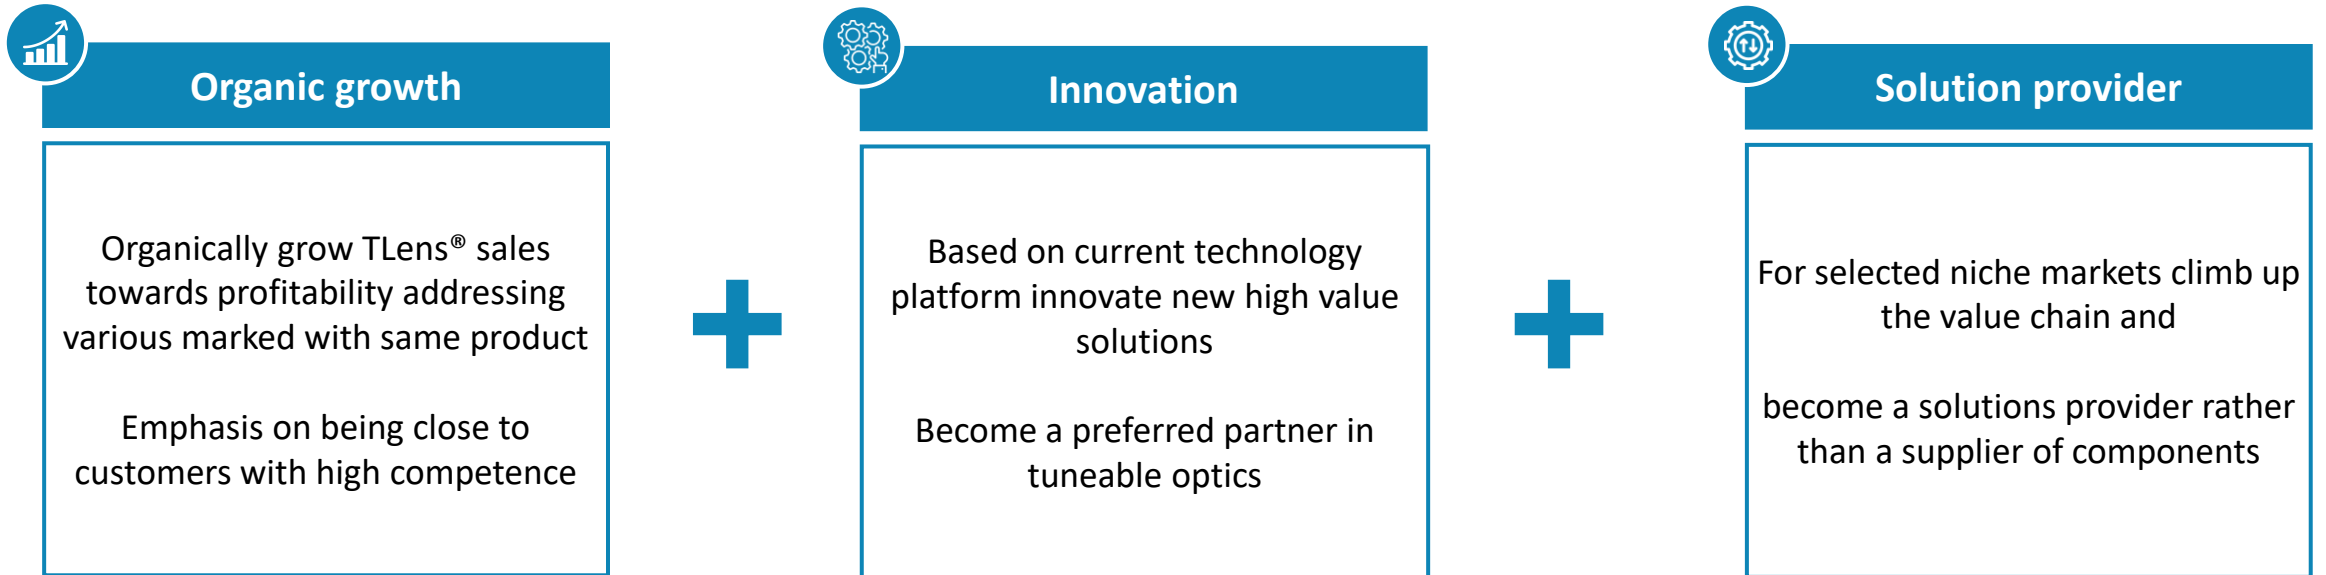 Organic growth
Organically grow TLens® sales
towards profitability addressing
various marked with same product
Emphasis on being close to
customers with high competence
Innovation
Based on current technology
platform innovate new high value
solutions
Become a preferred partner in
tuneable optics
Solution provider
For selected niche markets climb up
the value chain and
become a solutions provider rather
than a supplier of components